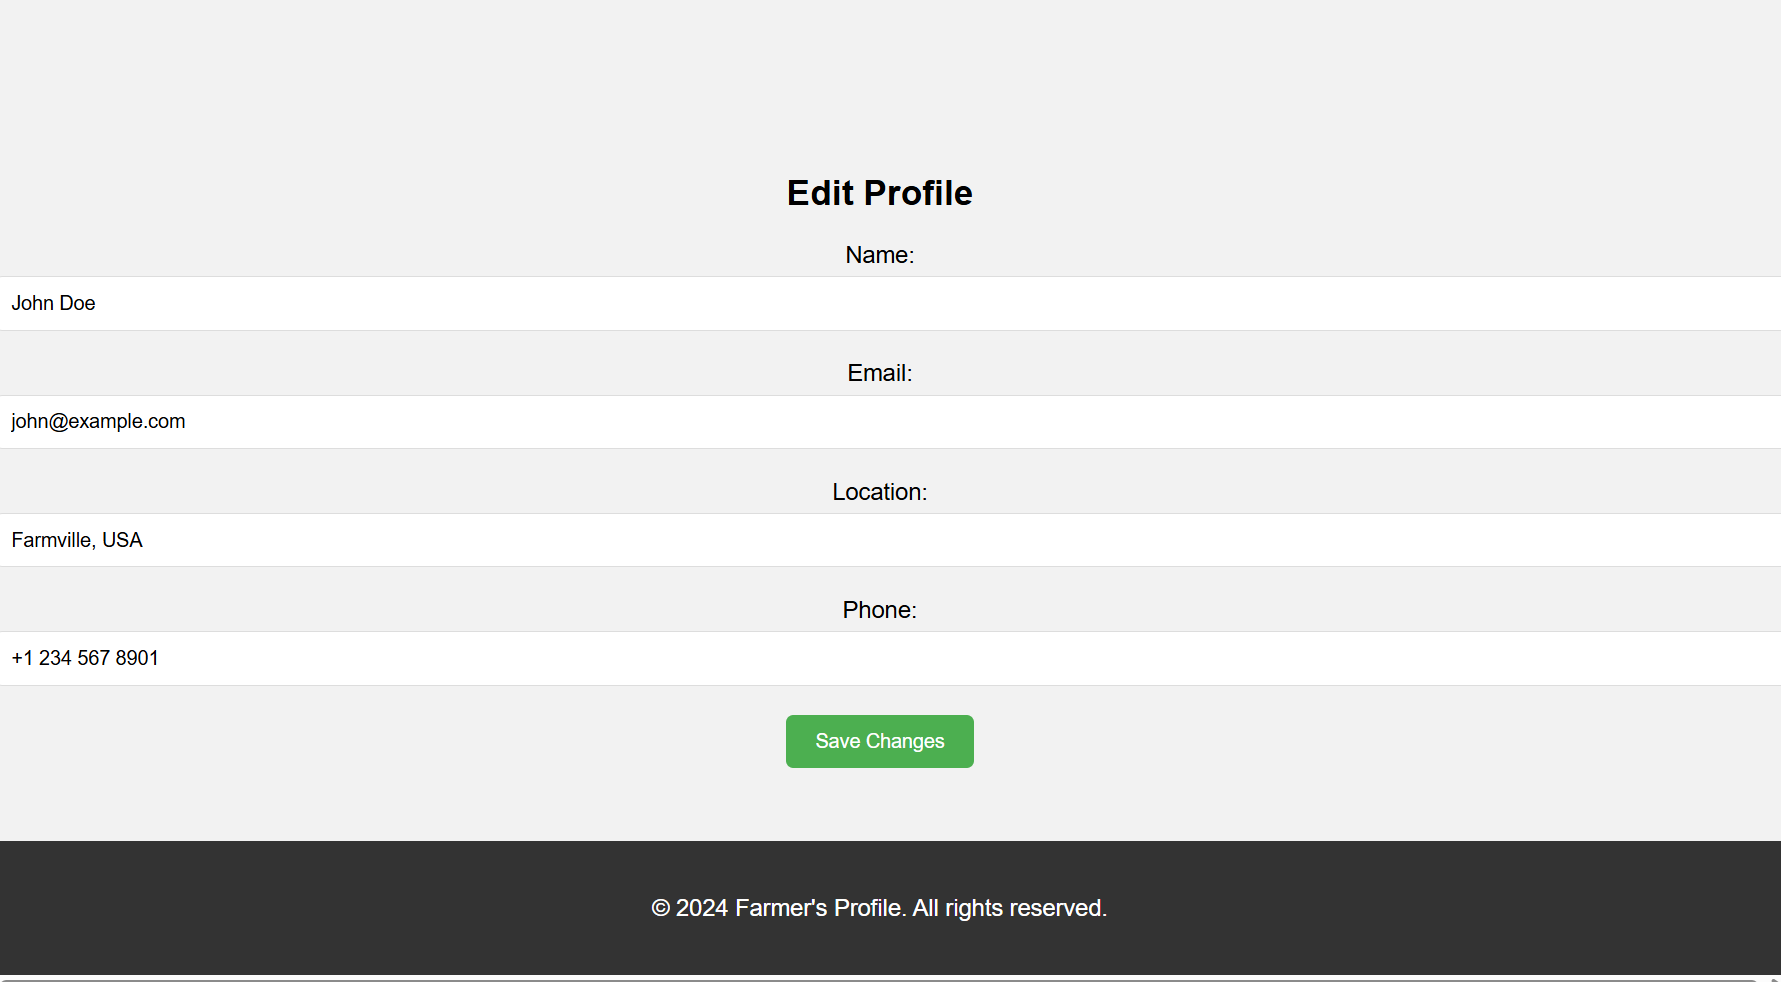 Edit Profile
Name:
John Doe
Email:
john@example.com
Location:
Farmville, USA
Phone:
+1 234 567 8901
Save Changes
© 2024 Farmer's Profile. All rights reserved.